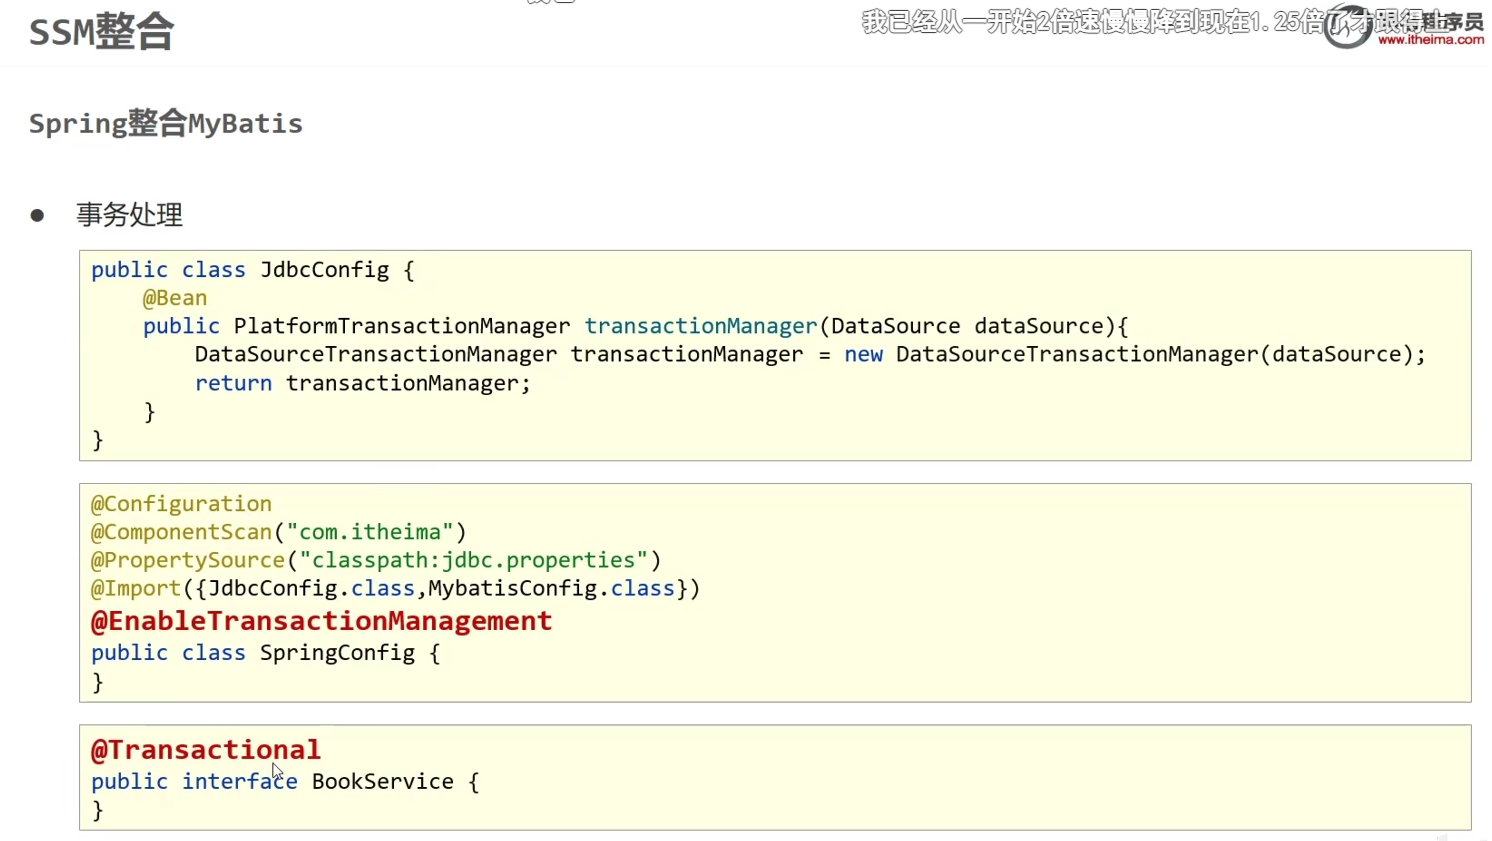 SSM整合
我已经从一开始2倍速慢慢降到现在1.25倍了才跟得上
程序员
www.itheima.com
Spring整合MyBatis
● 事务处理
public class JdbcConfig {
    @Bean
    public PlatformTransactionManager transactionManager(DataSource dataSource){
        DataSourceTransactionManager transactionManager = new DataSourceTransactionManager(dataSource);
        return transactionManager;
    }
}
@Configuration
@ComponentScan("com.itheima")
@PropertySource("classpath:jdbc.properties")
@Import({JdbcConfig.class,MybatisConfig.class})
@EnableTransactionManagement
public class SpringConfig {
}
@Transactional
public interface BookService {
}